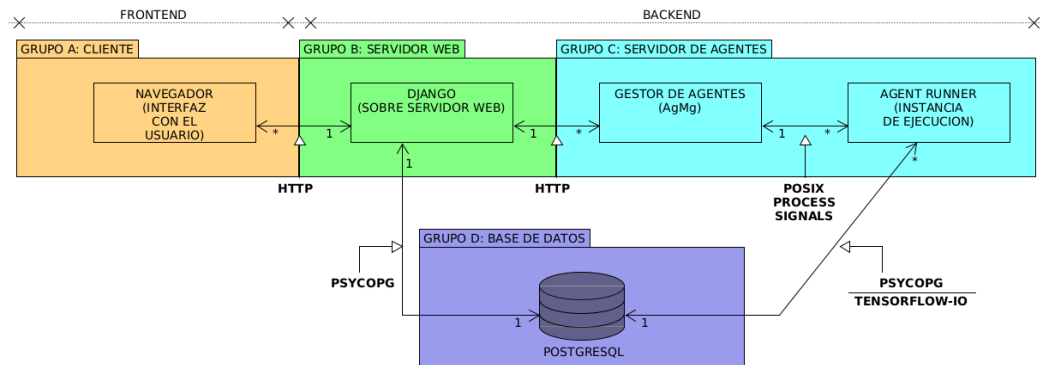 FRONTEND
BACKEND
GRUPO A: CLIENTE
GRUPO B: SERVIDOR WEB
GRUPO C: SERVIDOR DE AGENTES
NAVEGADOR
(INTERFAZ
CON EL
USUARIO)
DJANGO
(SOBRE SERVIDOR WEB)
GESTOR DE AGENTES
(AgMg)
AGENT RUNNER
(INSTANCIA
DE EJECUCION)
*
1
1
*
1
*
1
*
HTTP
HTTP
POSIX
PROCESS
SIGNALS
GRUPO D: BASE DE DATOS
PSYCOPG
PSYCOPG
TENSORFLOW-IO
1
1
POSTGRESQL